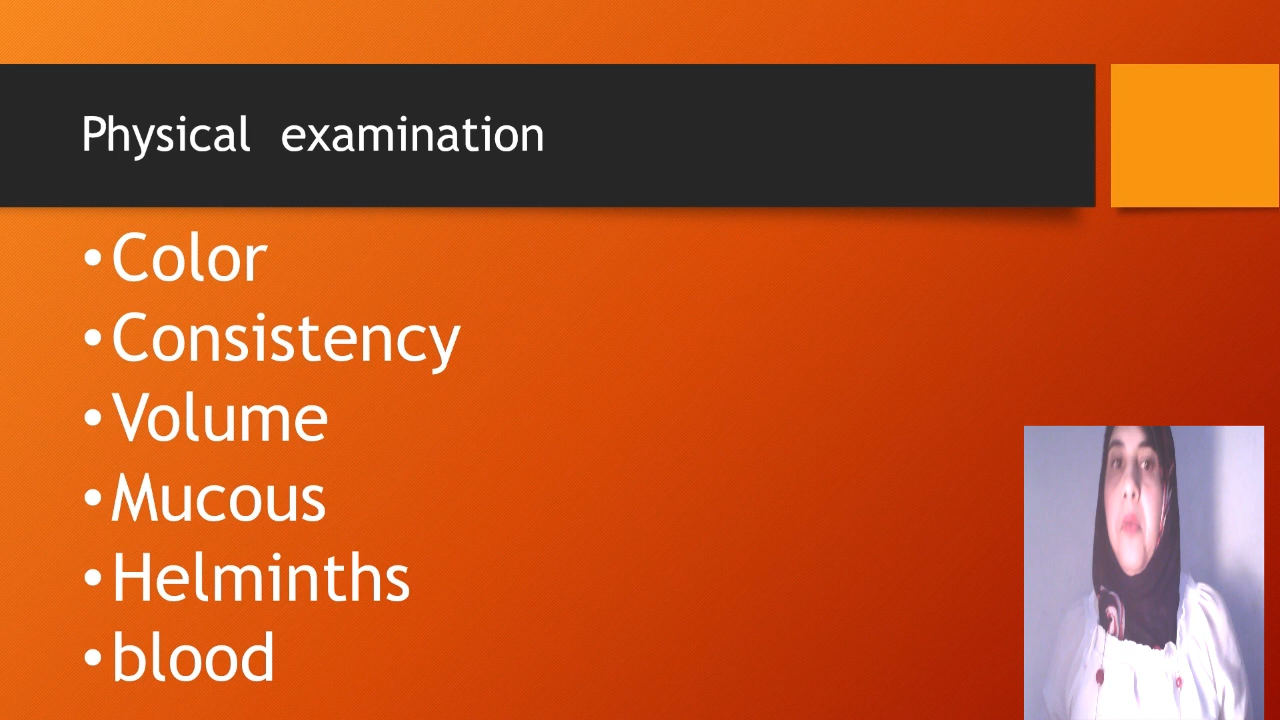 Physical examination
• Color
• Consistency
• Volume
• Mucous
• Helminths
• blood